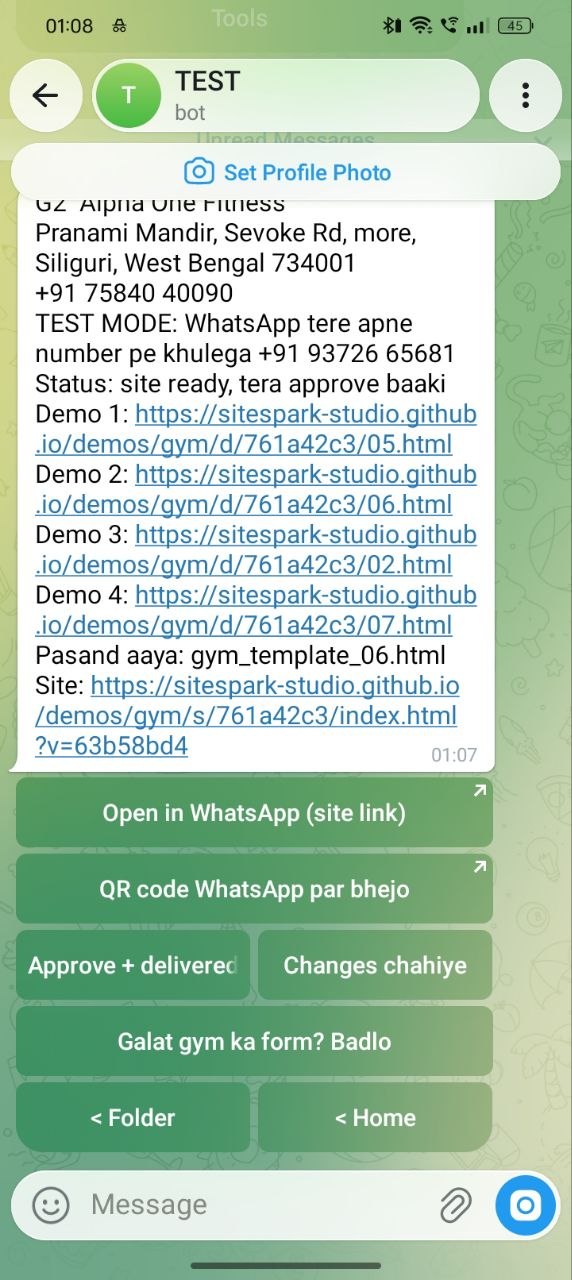 01:08
Tools
45
T
TEST
bot
Unread Messages
Set Profile Photo
G2 Alpha One Fitness
Pranami Mandir, Sevoke Rd, more,
Siliguri, West Bengal 734001
+91 75840 40090
TEST MODE: WhatsApp tere apne
number pe khulega +91 93726 65681
Status: site ready, tera approve baaki
Demo 1: https://sitespark-studio.github
.io/demos/gym/d/761a42c3/05.html
Demo 2: https://sitespark-studio.github
.io/demos/gym/d/761a42c3/06.html
Demo 3: https://sitespark-studio.github
.io/demos/gym/d/761a42c3/02.html
Demo 4: https://sitespark-studio.github
.io/demos/gym/d/761a42c3/07.html
Pasand aaya: gym_template_06.html
Site: https://sitespark-studio.github.io
/demos/gym/s/761a42c3/index.html
?v=63b58bd4
01:07
Open in WhatsApp (site link)
QR code WhatsApp par bhejo
Approve + delivered
Changes chahiye
Galat gym ka form? Badlo
< Folder
< Home
Message